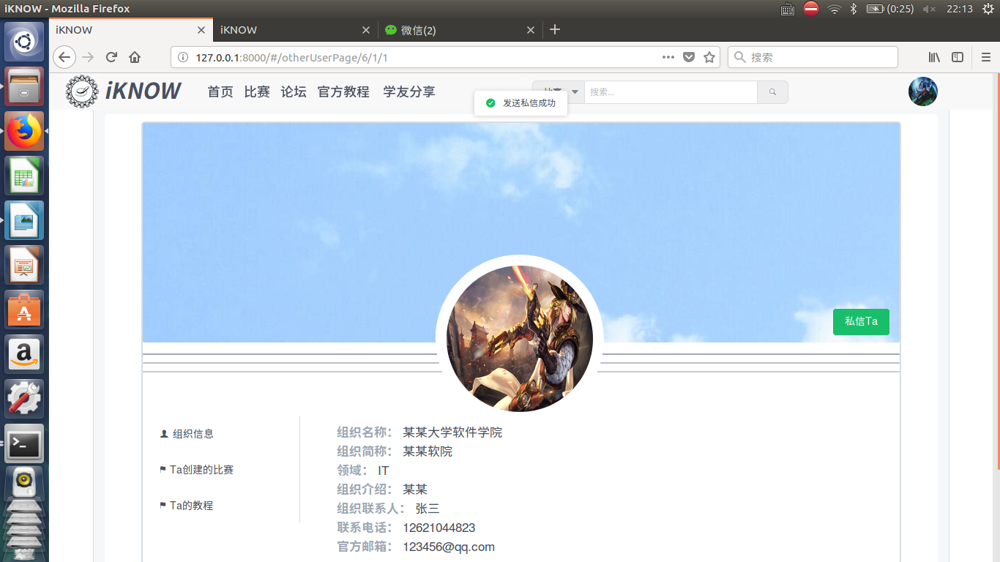 iKNOW - Mozilla Firefox
(0:25)
22:13
iKNOW
iKNOW
微信(2)
127.0.0.1:8000/#/otherUserPage/6/1/1
搜索
iKNOW
首页 比赛 论坛 官方教程 学友分享
搜索...
发送私信成功
私信Ta
组织信息
Ta创建的比赛
Ta的教程
组织名称： 某某大学软件学院
组织简称： 某某软院
领域： IT
组织介绍： 某某
组织联系人： 张三
联系电话： 12621044823
官方邮箱： 123456@qq.com